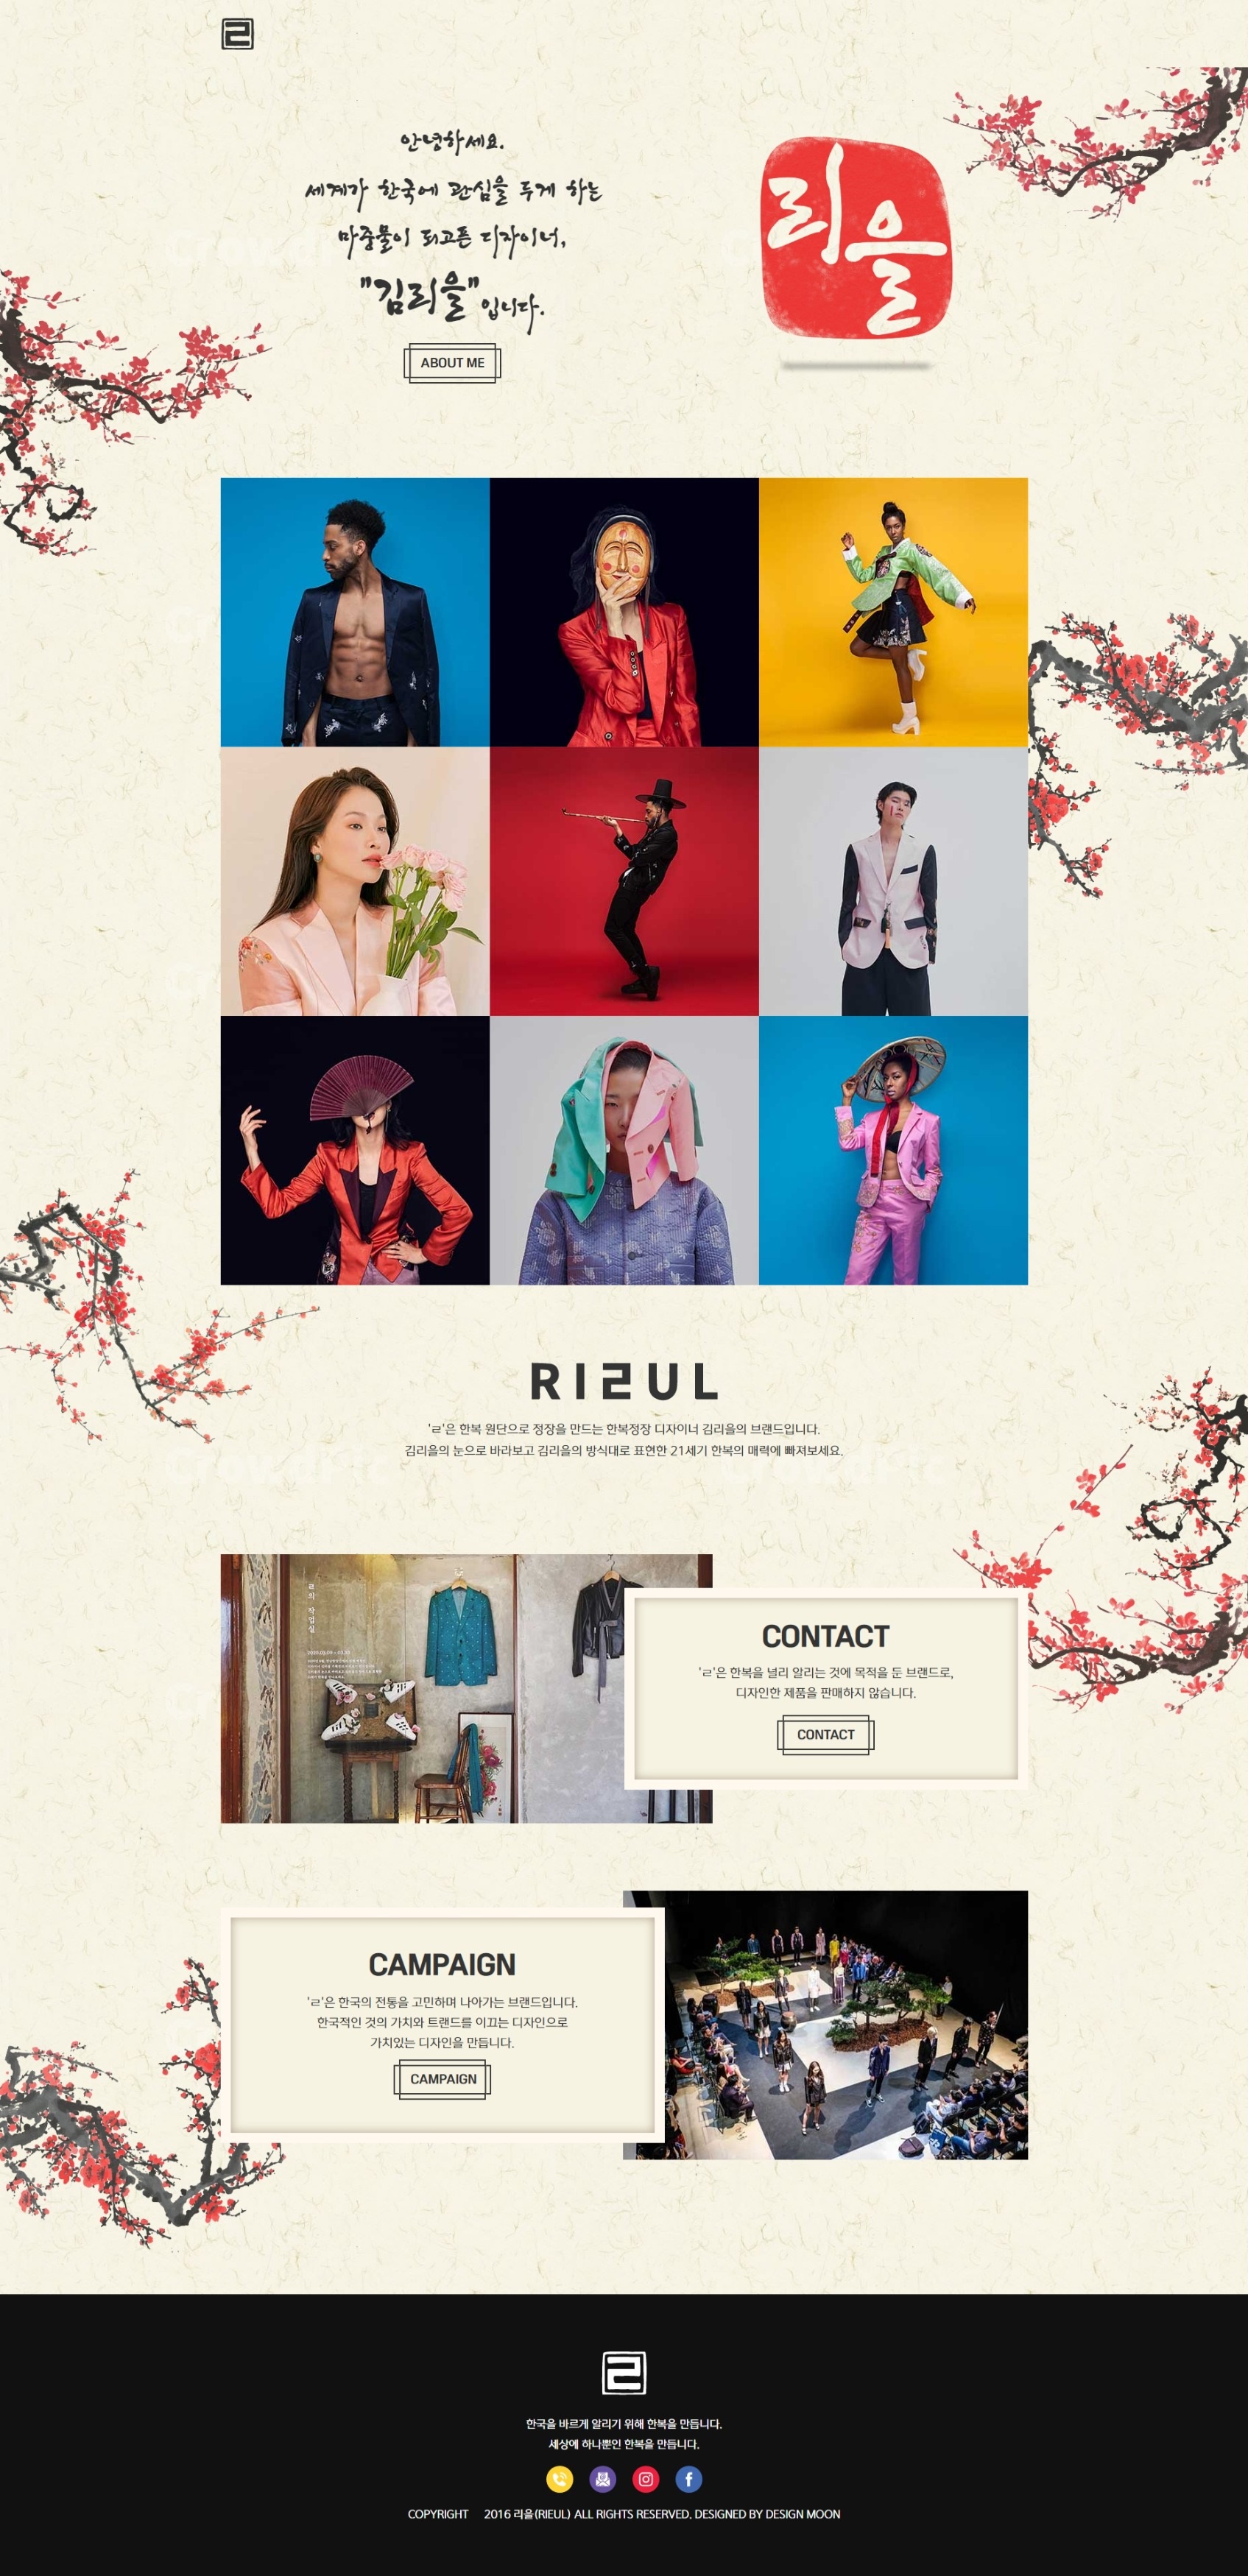 ㄹ
안녕하세요.
세계가 한국에 관심을 두게 하는
마중물이 되고픈 디자이너,
"김리을"입니다.
ABOUT ME
리을
RIㄹUL
'ㄹ'은 한복 원단으로 정장을 만드는 한복정장 디자이너 김리을의 브랜드입니다.
김리을의 눈으로 바라보고 김리을의 방식대로 표현한 21세기 한복의 매력에 빠져보세요.
ㄹ의 작업실
CONTACT
'ㄹ'은 한복을 널리 알리는 것에 목적을 둔 브랜드로,
디자인한 제품을 판매하지 않습니다.
CONTACT
CAMPAIGN
'ㄹ'은 한국의 전통을 고민하며 나아가는 브랜드입니다.
한국적인 것의 가치와 트랜드를 이끄는 디자인으로
가치있는 디자인을 만듭니다.
CAMPAIGN
ㄹ
한국을 바르게 알리기 위해 한복을 만듭니다.
세상에 하나뿐인 한복을 만듭니다.
COPYRIGHT 2016 리을(RIEUL) ALL RIGHTS RESERVED. DESIGNED BY DESIGN MOON